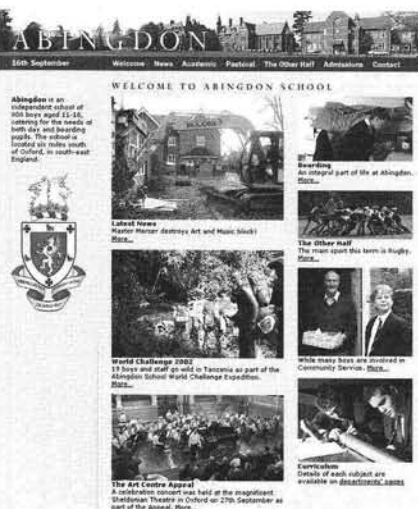 ABINGDON
16th September
Welcome News Academic Pastoral The Other Half Admissions Contact
WELCOME TO ABINGDON SCHOOL
Abingdon is an
independent school of
800 boys aged 11-18,
catering for the needs of
both day and boarding
pupils. The school is
located six miles south
of Oxford, in south-east
England.
Latest News
Master Marser destroys Art and Music block!
More...
World Challenge 2002
19 boys and staff go wild in Tanzania as part of the
Abingdon School World Challenge Expedition.
More...
The Art Centre Appeal
A celebration concert was held at the magnificent
Sheldonian Theatre in Oxford on 27th September as
part of the Appeal. More...
Boarding
An integral part of life at Abingdon.
More...
The Other Half
The main sport this term is Rugby.
More...
While many boys are involved in
Community Service. More...
Curriculum
Details of each subject are
available on departments' pages